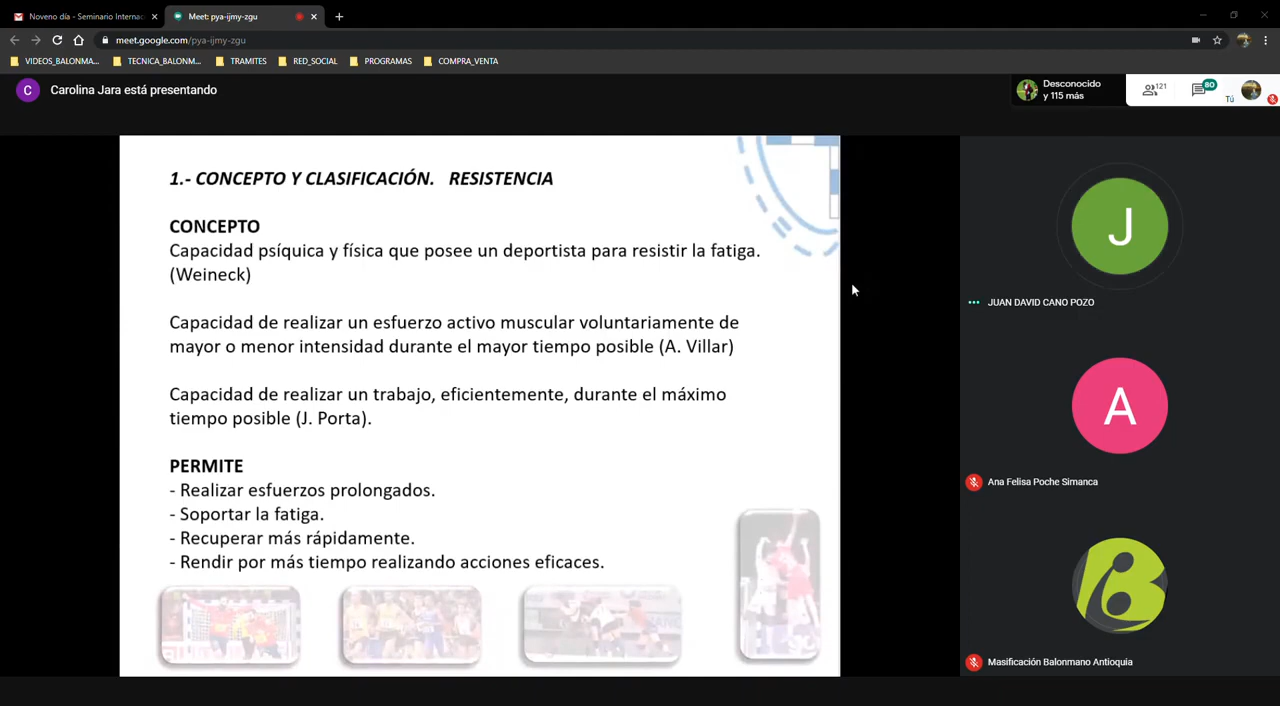 Noveno día - Seminario Internac
Meet: pya-ijmy-zgu
meet.google.com/pya-ijmy-zgu
VIDEOS_BALONMA...
TECNICA_BALONM...
TRAMITES
RED_SOCIAL
PROGRAMAS
COMPRA_VENTA
C
Carolina Jara está presentando
Desconocido
y 115 más
121
80
Tú
1.- CONCEPTO Y CLASIFICACIÓN. RESISTENCIA
CONCEPTO
Capacidad psíquica y física que posee un deportista para resistir la fatiga.
(Weineck)
Capacidad de realizar un esfuerzo activo muscular voluntariamente de
mayor o menor intensidad durante el mayor tiempo posible (A. Villar)
Capacidad de realizar un trabajo, eficientemente, durante el máximo
tiempo posible (J. Porta).
PERMITE
- Realizar esfuerzos prolongados.
- Soportar la fatiga.
- Recuperar más rápidamente.
- Rendir por más tiempo realizando acciones eficaces.
J
JUAN DAVID CANO POZO
A
Ana Felisa Poche Simanca
Masificación Balonmano Antioquia